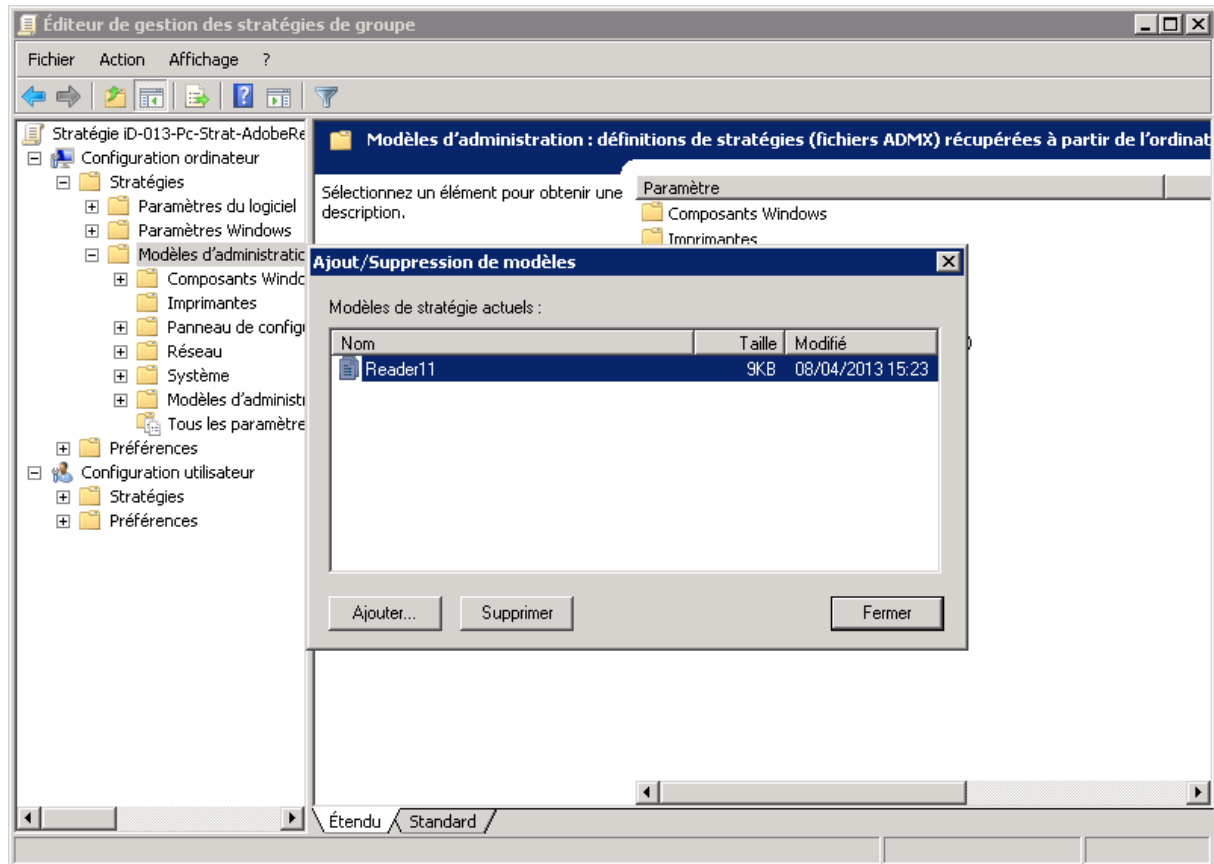 Éditeur de gestion des stratégies de groupe
Fichier Action Affichage ?
Stratégie iD-013-Pc-Strat-AdobeRe
Configuration ordinateur
Stratégies
Paramètres du logiciel
Paramètres Windows
Modèles d'administratic
Composants Windo
Imprimantes
Panneau de configu
Réseau
Système
Modèles d'administr
Tous les paramètre
Préférences
Configuration utilisateur
Stratégies
Préférences
Modèles d'administration : définitions de stratégies (fichiers ADMX) récupérées à partir de l'ordinat
Sélectionnez un élément pour obtenir une
description.
Paramètre
Composants Windows
Imprimantes
Ajout/Suppression de modèles
Modèles de stratégie actuels :
Nom Taille Modifié
Reader11 9KB 08/04/2013 15:23
Ajouter... Supprimer Fermer
Étendu Standard